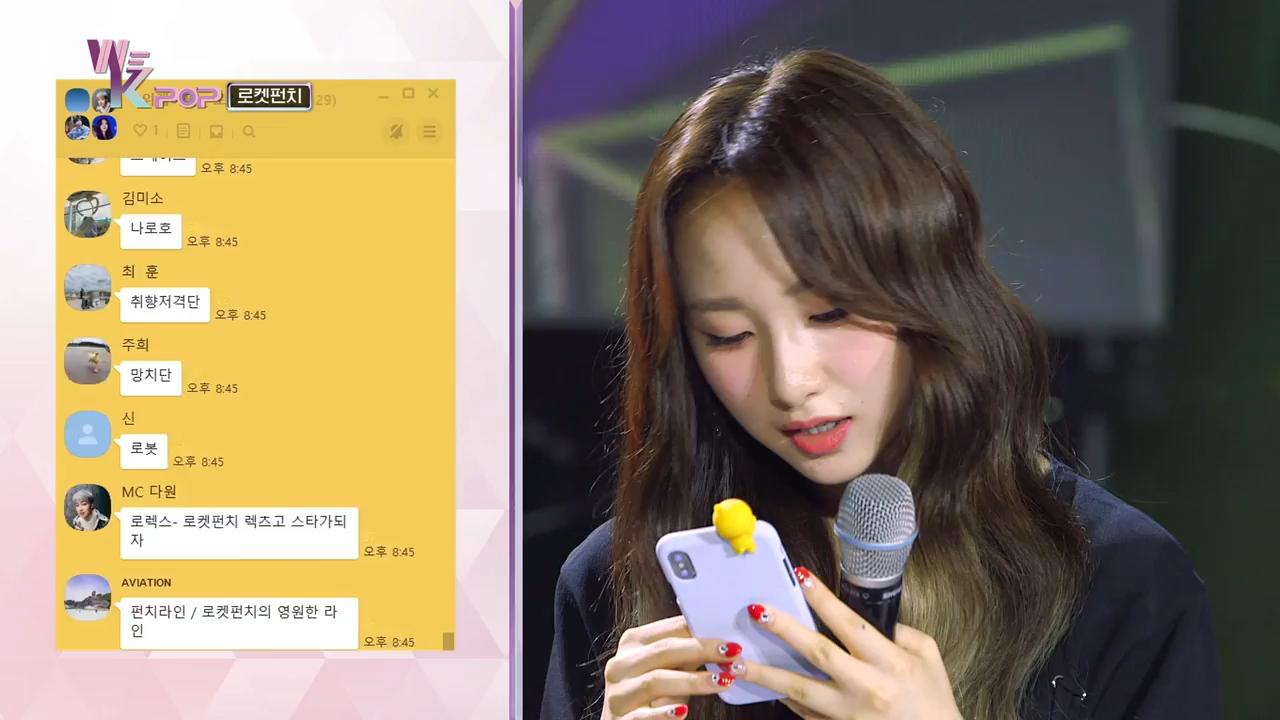 WE
K POP 로켓펀치
29)
1
오후 8:45
김미소
나로호
오후 8:45
최 훈
취향저격단
오후 8:45
주희
망치단
오후 8:45
신
로봇
오후 8:45
MC 다원
로렉스- 로켓펀치 렉츠고 스타가되
자
오후 8:45
AVIATION
펀치라인 / 로켓펀치의 영원한 라
인
오후 8:45